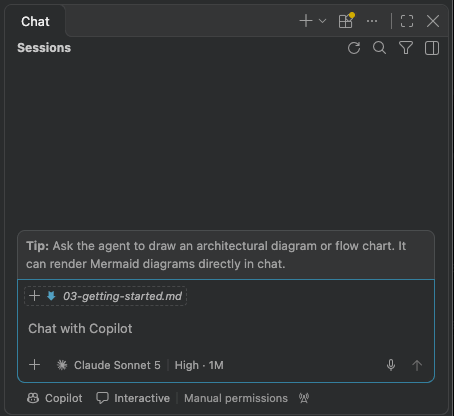 Chat
Sessions
Tip: Ask the agent to draw an architectural diagram or flow chart. It
can render Mermaid diagrams directly in chat.
03-getting-started.md
Chat with Copilot
Claude Sonnet 5 High · 1M
Copilot Interactive Manual permissions